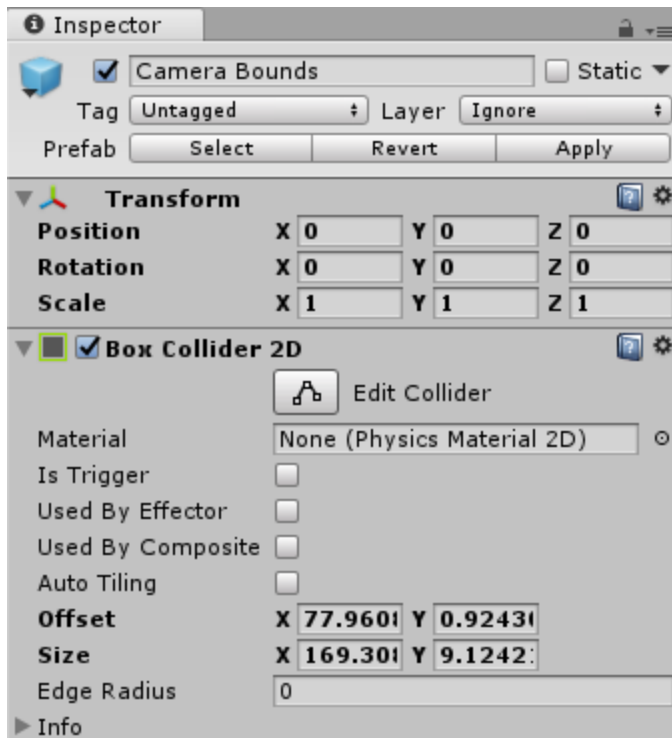 Inspector
Camera Bounds Static
Tag Untagged Layer Ignore
Prefab Select Revert Apply
Transform
Position X 0 Y 0 Z 0
Rotation X 0 Y 0 Z 0
Scale X 1 Y 1 Z 1
Box Collider 2D
Edit Collider
Material None (Physics Material 2D)
Is Trigger
Used By Effector
Used By Composite
Auto Tiling
Offset X 77.960 Y 0.9243
Size X 169.30 Y 9.1242
Edge Radius 0
Info